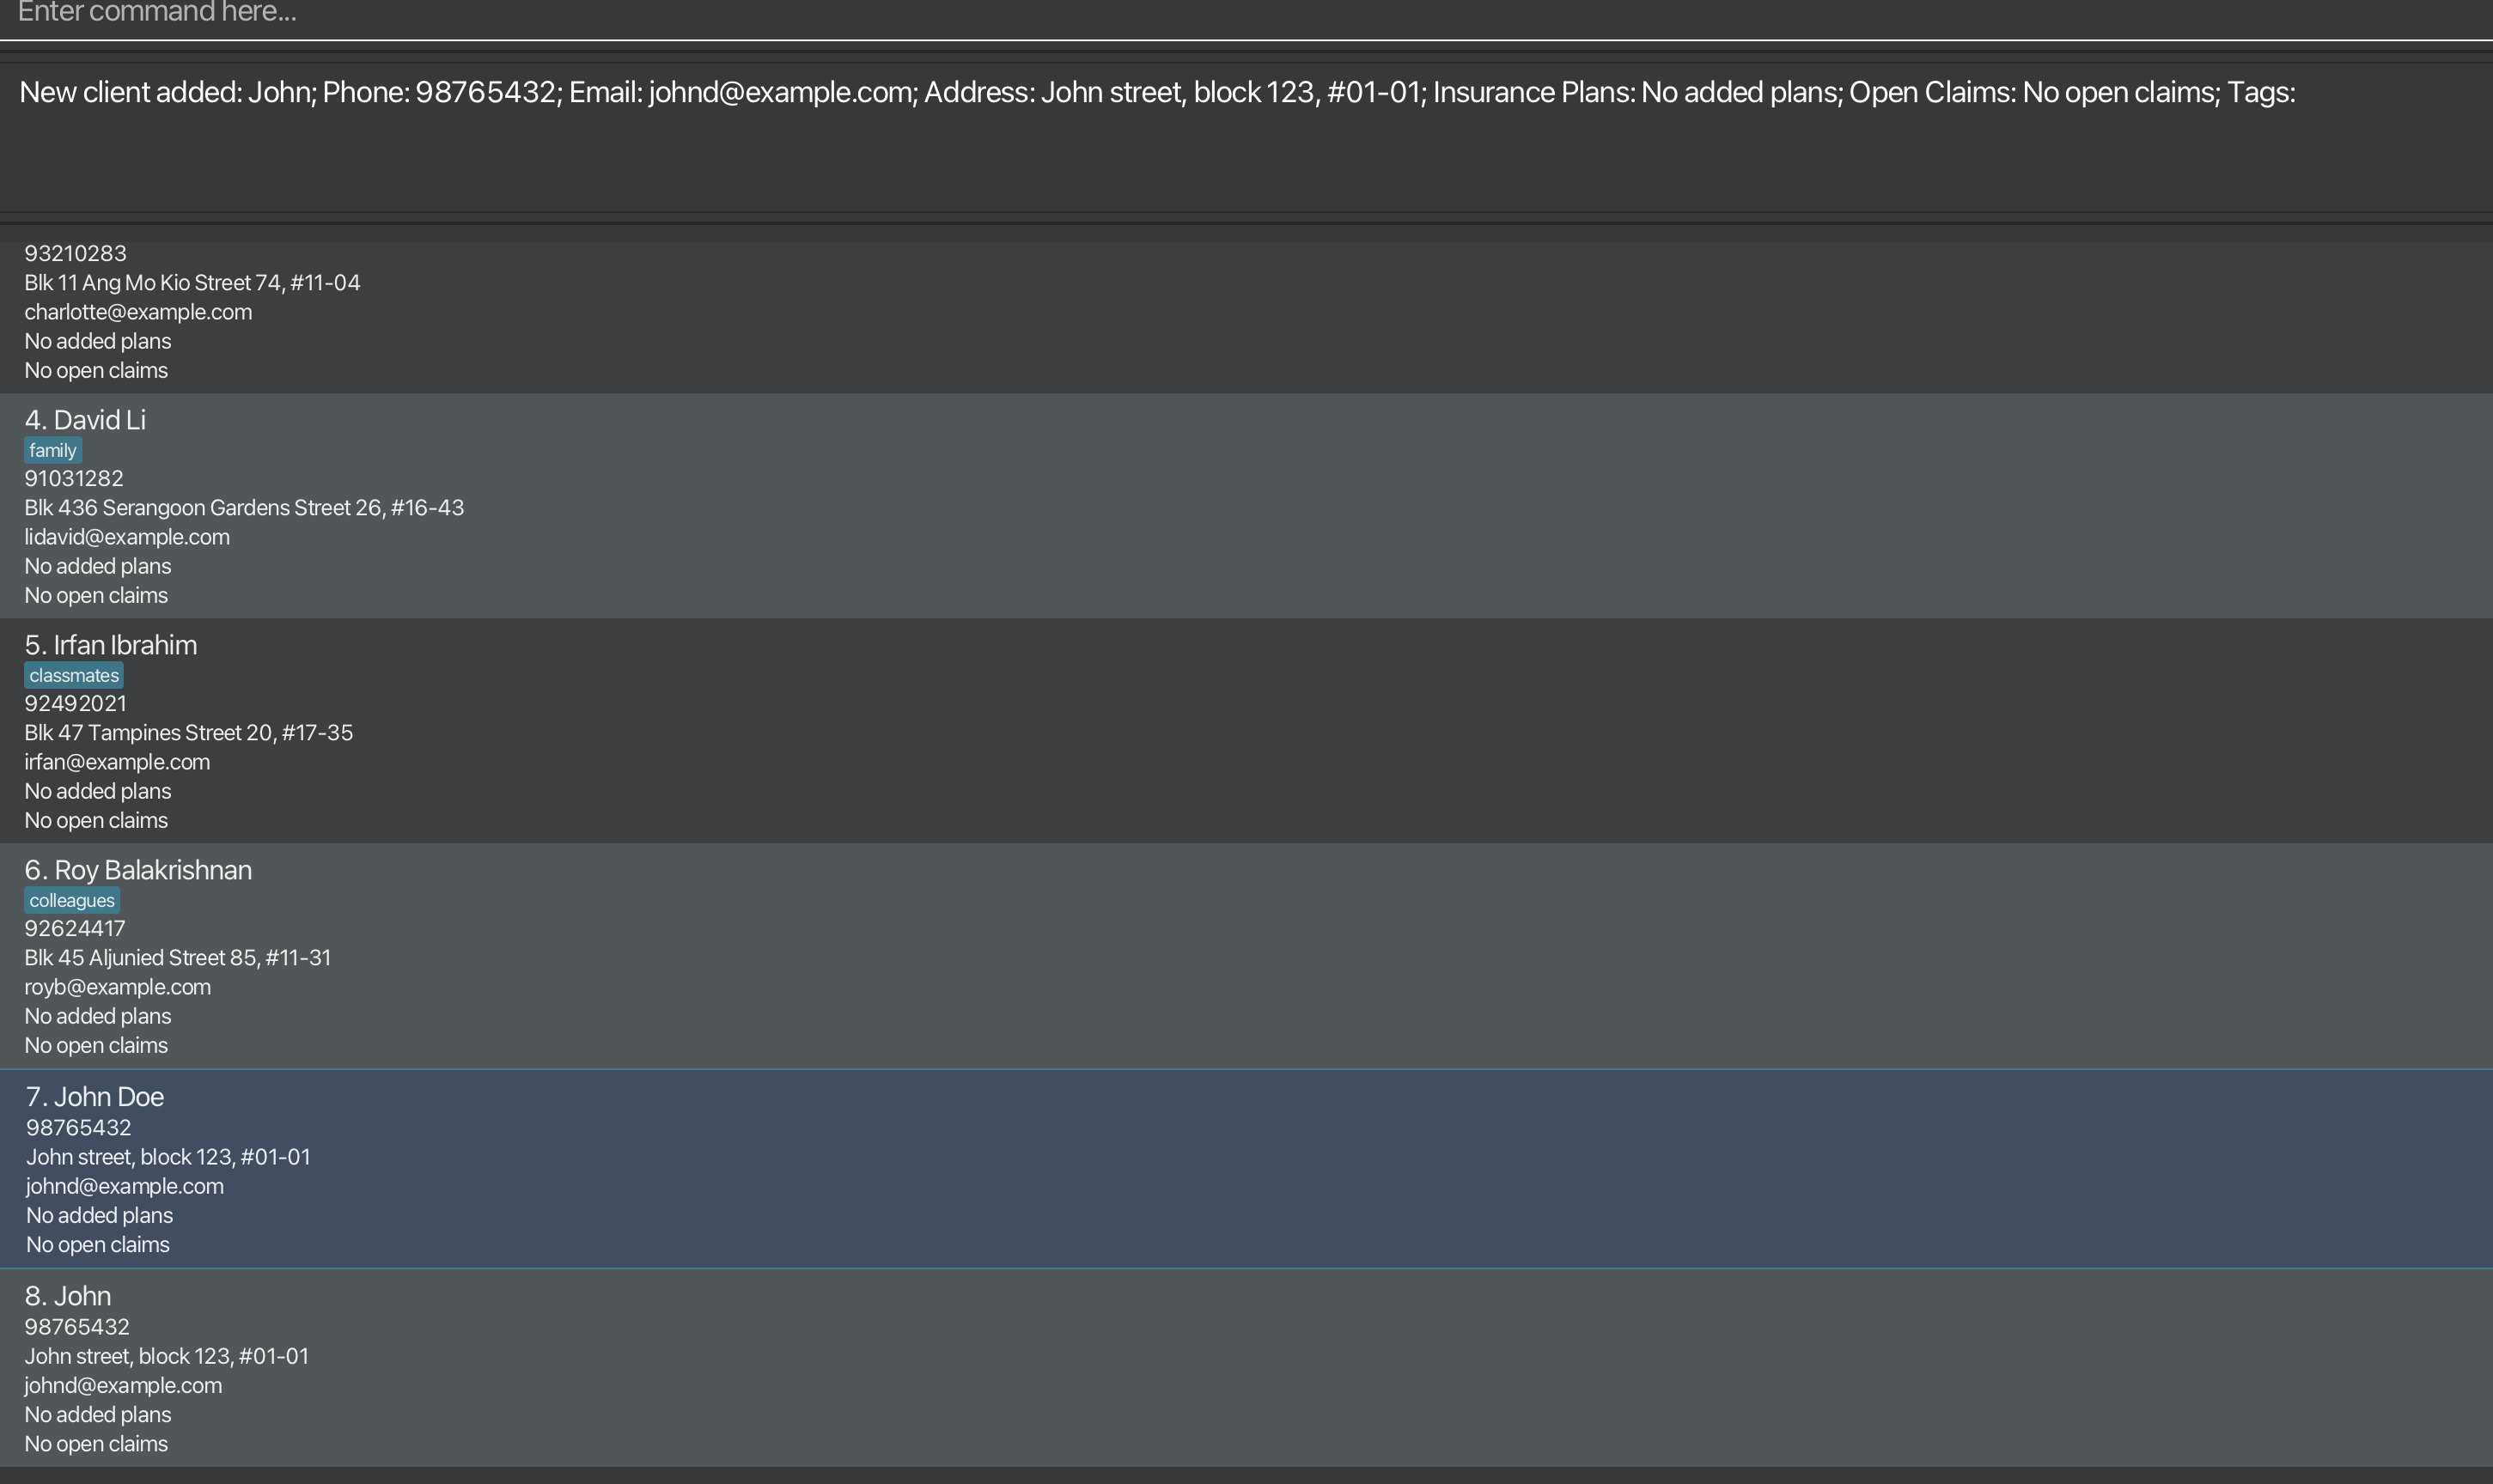 Enter command here...
New client added: John; Phone: 98765432; Email: johnd@example.com; Address: John street, block 123, #01-01; Insurance Plans: No added plans; Open Claims: No open claims; Tags:
93210283
Blk 11 Ang Mo Kio Street 74, #11-04
charlotte@example.com
No added plans
No open claims
4. David Li
family
91031282
Blk 436 Serangoon Gardens Street 26, #16-43
lidavid@example.com
No added plans
No open claims
5. Irfan Ibrahim
classmates
92492021
Blk 47 Tampines Street 20, #17-35
irfan@example.com
No added plans
No open claims
6. Roy Balakrishnan
colleagues
92624417
Blk 45 Aljunied Street 85, #11-31
royb@example.com
No added plans
No open claims
7. John Doe
98765432
John street, block 123, #01-01
johnd@example.com
No added plans
No open claims
8. John
98765432
John street, block 123, #01-01
johnd@example.com
No added plans
No open claims